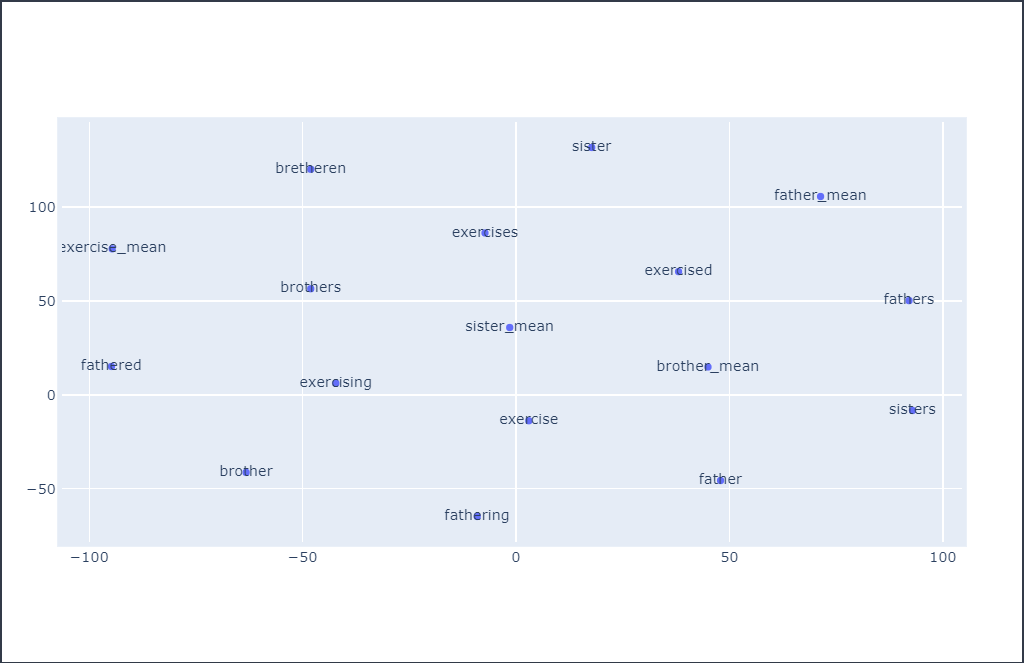 sister
bretheren
father_mean
100
exercises
exercise_mean
exercised
brothers
50
fathers
sister_mean
fathered
brother_mean
exercising
0
sisters
exercise
brother
father
−50
fathering
−100 −50 0 50 100